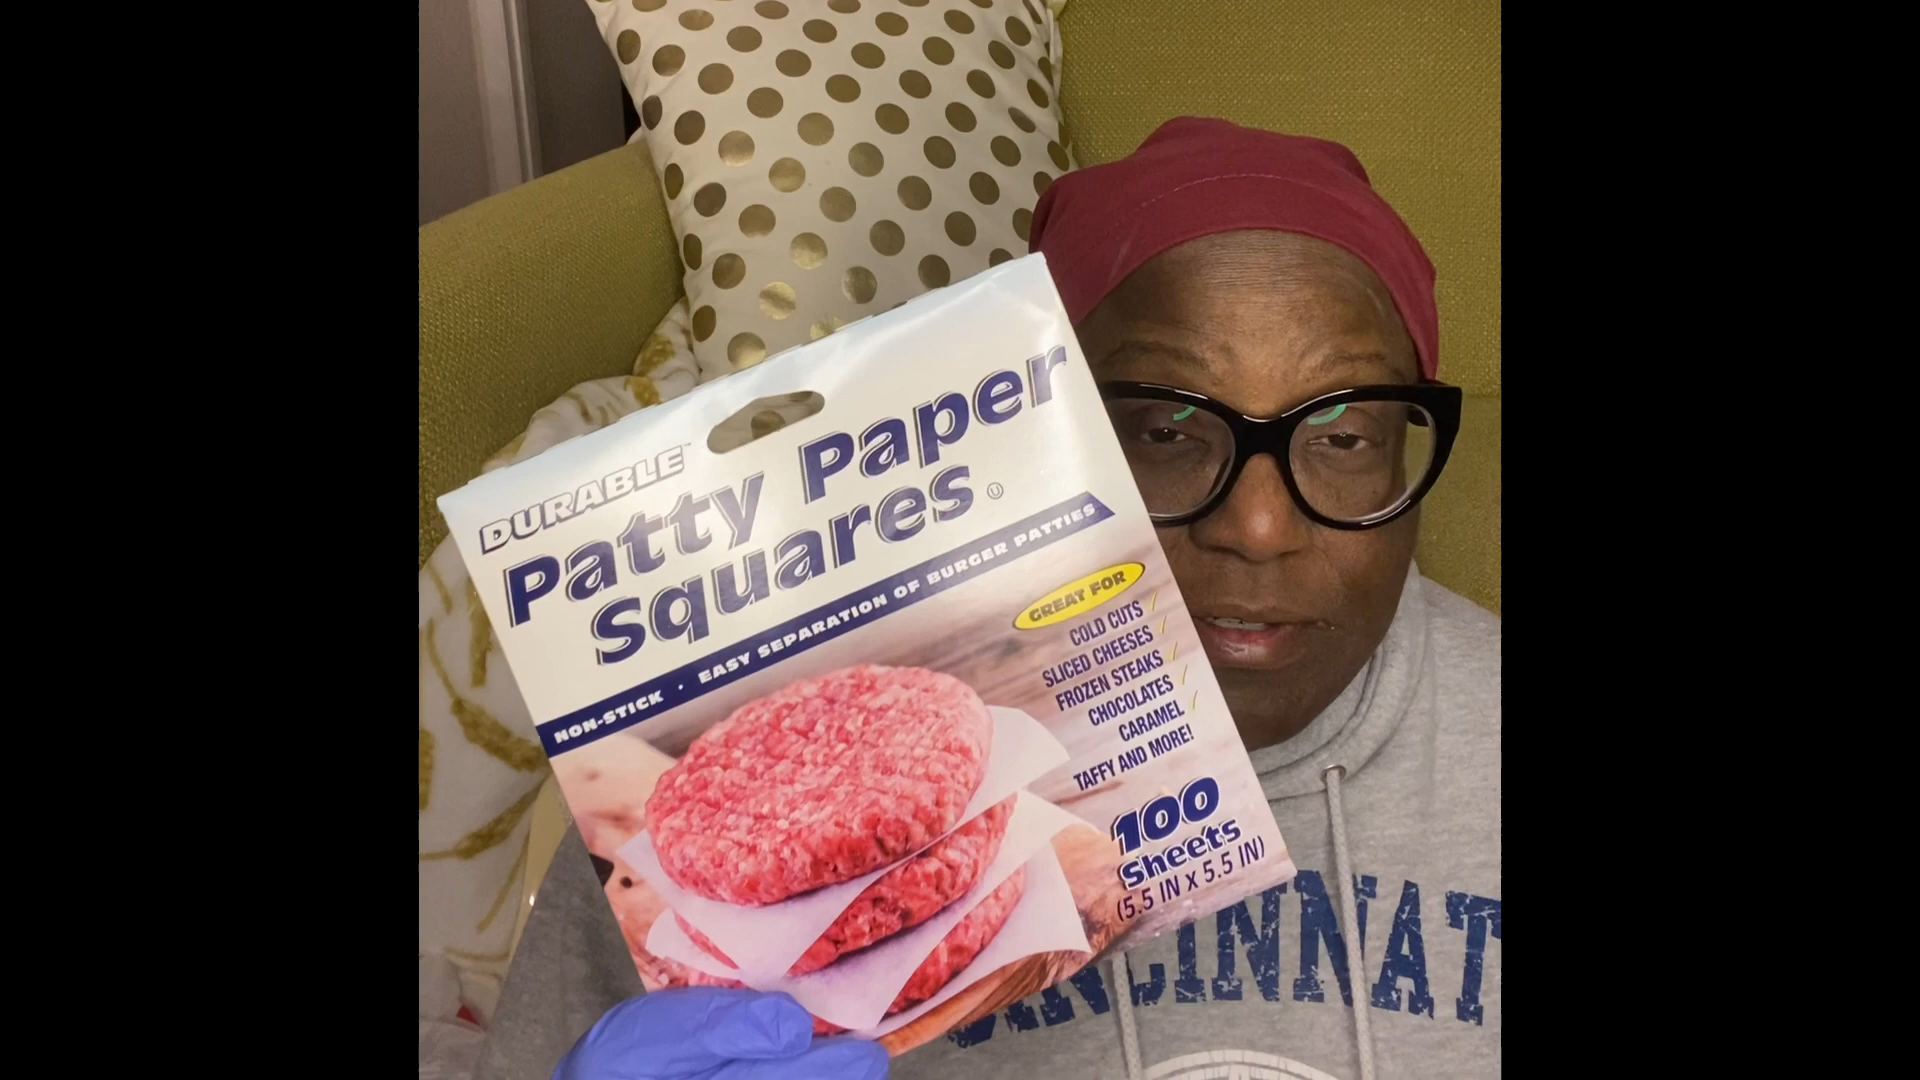 DURABLE™
Patty Paper
Squares Ⓤ
NON-STICK · EASY SEPARATION OF BURGER PATTIES
GREAT FOR
COLD CUTS ✓
SLICED CHEESES ✓
FROZEN STEAKS ✓
CHOCOLATES ✓
CARAMEL ✓
TAFFY AND MORE!
100
Sheets
(5.5 IN x 5.5 IN)
CINCINNAT